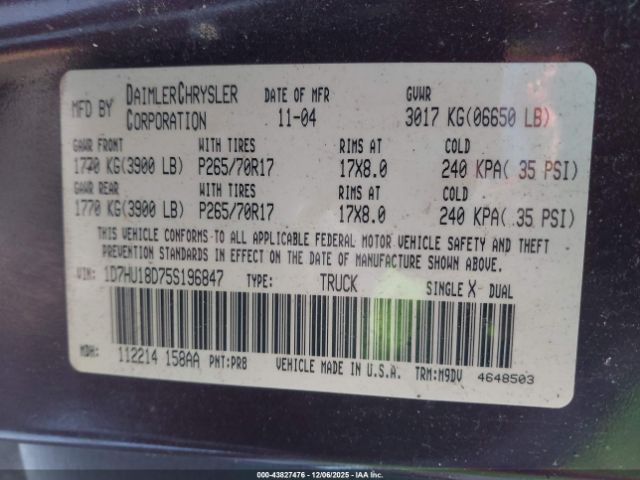 MFD BY DAIMLERCHRYSLER CORPORATION DATE OF MFR 11-04 GVWR 3017 KG(06650 LB)
GAWR FRONT WITH TIRES RIMS AT COLD
1770 KG(3900 LB) P265/70R17 17X8.0 240 KPA( 35 PSI)
GAWR REAR WITH TIRES RIMS AT COLD
1770 KG(3900 LB) P265/70R17 17X8.0 240 KPA( 35 PSI)
THIS VEHICLE CONFORMS TO ALL APPLICABLE FEDERAL MOTOR VEHICLE SAFETY AND THEFT
PREVENTION STANDARDS IN EFFECT ON THE DATE OF MANUFACTURE SHOWN ABOVE.
VIN: 1D7HU18D75S196847 TYPE: TRUCK SINGLE X DUAL
MDH: 112214 158AA PNT:PR8 VEHICLE MADE IN U.S.A. TRM:M9DV 4648503
000-43827476 - 12/06/2025 - IAAI